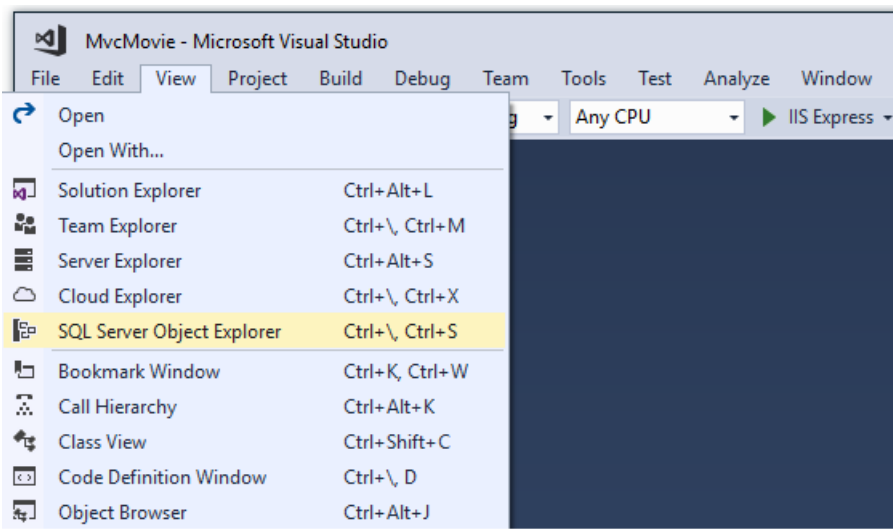 MvcMovie - Microsoft Visual Studio
File Edit View Project Build Debug Team Tools Test Analyze Window
Open g Any CPU IIS Express
Open With...
Solution Explorer Ctrl+Alt+L
Team Explorer Ctrl+\, Ctrl+M
Server Explorer Ctrl+Alt+S
Cloud Explorer Ctrl+\, Ctrl+X
SQL Server Object Explorer Ctrl+\, Ctrl+S
Bookmark Window Ctrl+K, Ctrl+W
Call Hierarchy Ctrl+Alt+K
Class View Ctrl+Shift+C
Code Definition Window Ctrl+\, D
Object Browser Ctrl+Alt+J